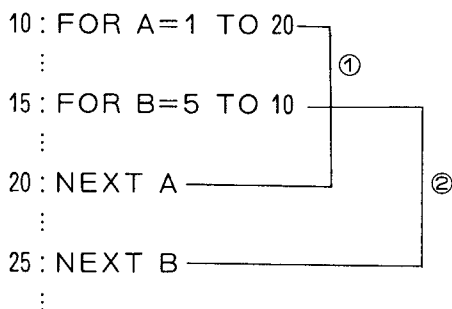 10: FOR A=1 TO 20
①
⋮
15: FOR B=5 TO 10
⋮
20: NEXT A
②
⋮
25: NEXT B
⋮